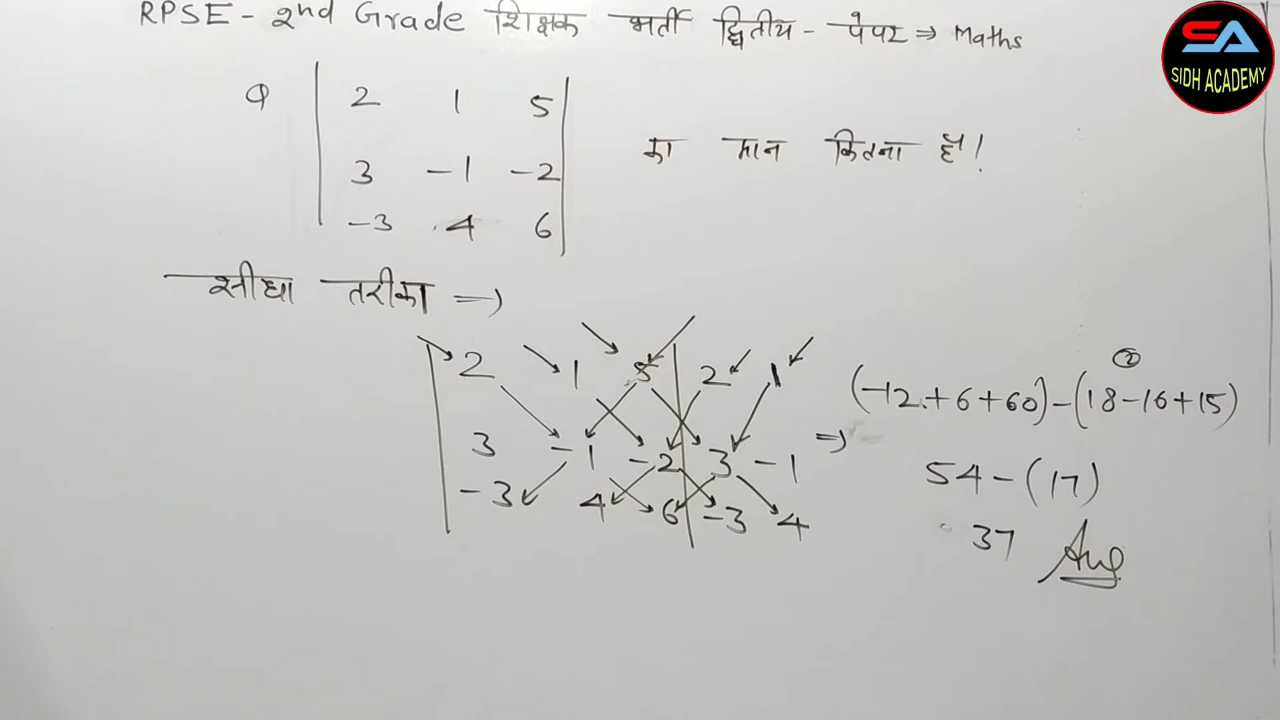 RPSE - 2nd Grade शिक्षक भर्ती द्वितीय - पेपर ⇒ Maths
SA
SIDH ACADEMY
Q | 2 1 5 |
3 -1 -2 का मान कितना है!
-3 4 6
सीधा तरीका ⇒
2 1 5 | 2 1
3 -1 -2 | 3 -1
-3 4 6 | -3 4
②
⇒ (-12+6+60)-(18-16+15)
54-(17)
37 Ans